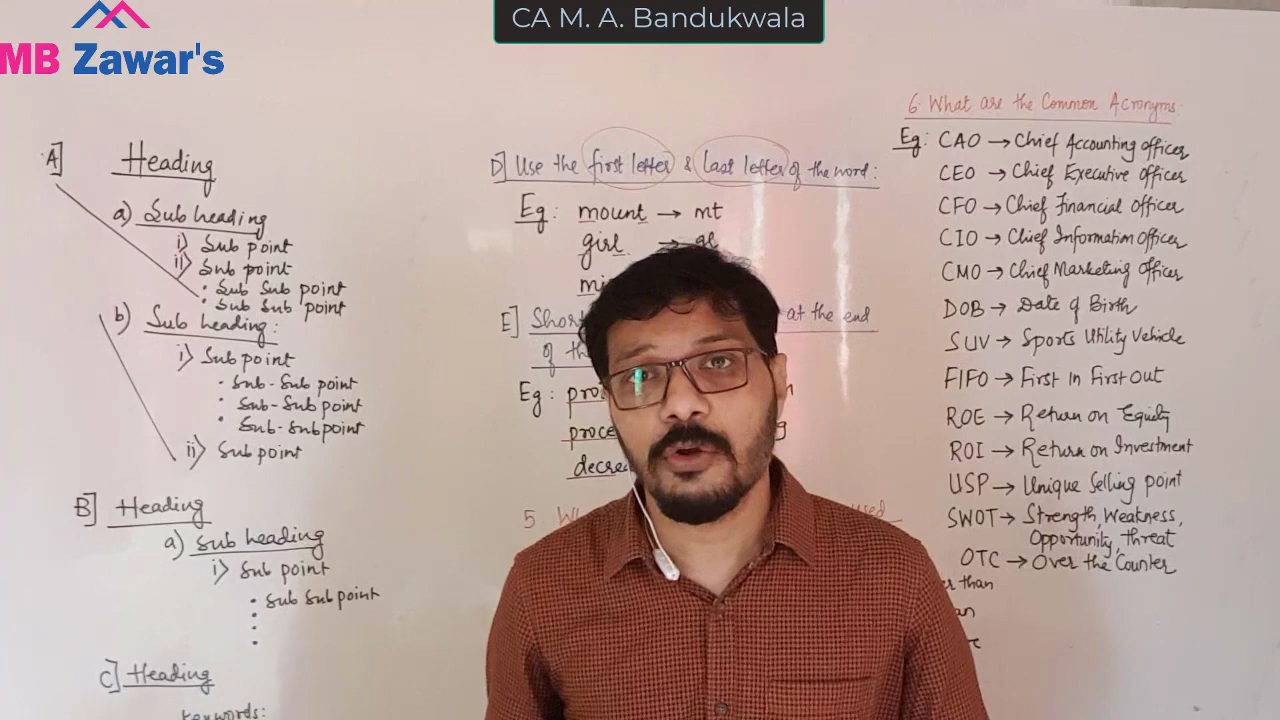 CA M. A. Bandukwala
MB Zawar's
A] Heading
a) Sub heading
i) Sub point
ii) Sub point
• Sub Sub point
• Sub Sub point
b) Sub heading:
i) Sub point
• Sub-Sub point
• Sub-Sub point
• Sub-Subpoint
ii) Sub point
B] Heading
a) Sub heading
i) Sub point
• Sub Sub point
•
•
•
C] Heading
Keywords:
D] Use the first letter & last letter of the word:
Eg: mount → mt
girl → gl
E] at the end
of
Eg:
5.
6. What are the Common Acronyms
Eg: CAO → Chief Accounting officer
CEO → Chief Executive officer
CFO → Chief Financial officer
CIO → Chief Information officer
CMO → Chief Marketing officer
DOB → Date of Birth
SUV → Sports Utility Vehicle
FIFO → First In First Out
ROE → Return on Equity
ROI → Return on Investment
USP → Unique Selling point
SWOT → Strength, Weakness,
Opportunity, threat
OTC → Over the Counter
than